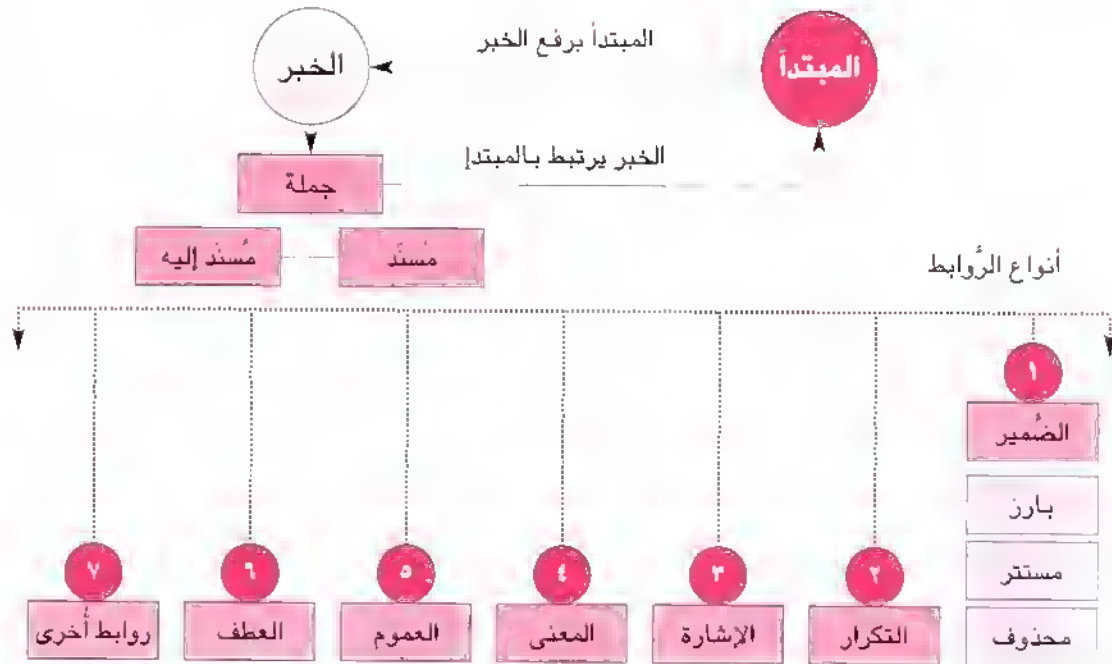 المبتدأ
المبتدأ برفع الخبر
الخبر
الخبر يرتبط بالمبتدإ
جملة
مُسنَد
مُسنَد إليه
أنواع الرَّوابط
١
الضَّمير
بارز
مستتر
محذوف
٢
التكرار
٣
الإشارة
٤
المعنى
٥
العموم
٦
العطف
٧
روابط أخرى